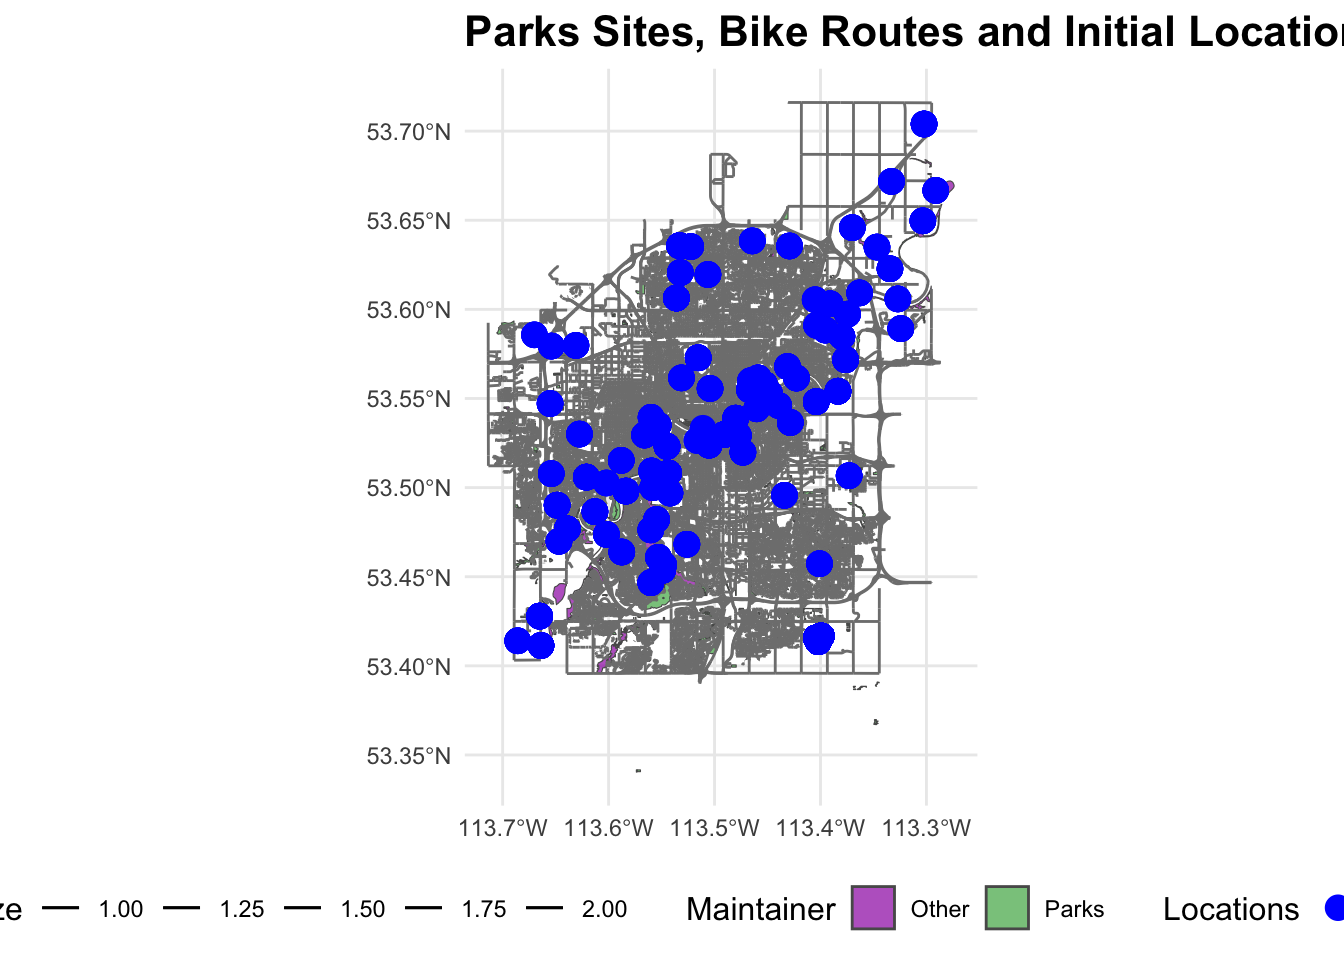 Parks Sites, Bike Routes and Initial
53.70°N
53.65°N
53.60°N
53.55°N
53.50°N
53.45°N
53.40°N
53.35°N
113.7°W 113.6°W 113.5°W 113.4°W 113.3°W
1.00 1.25 1.50 1.75 2.00 Maintainer Other Parks Locations